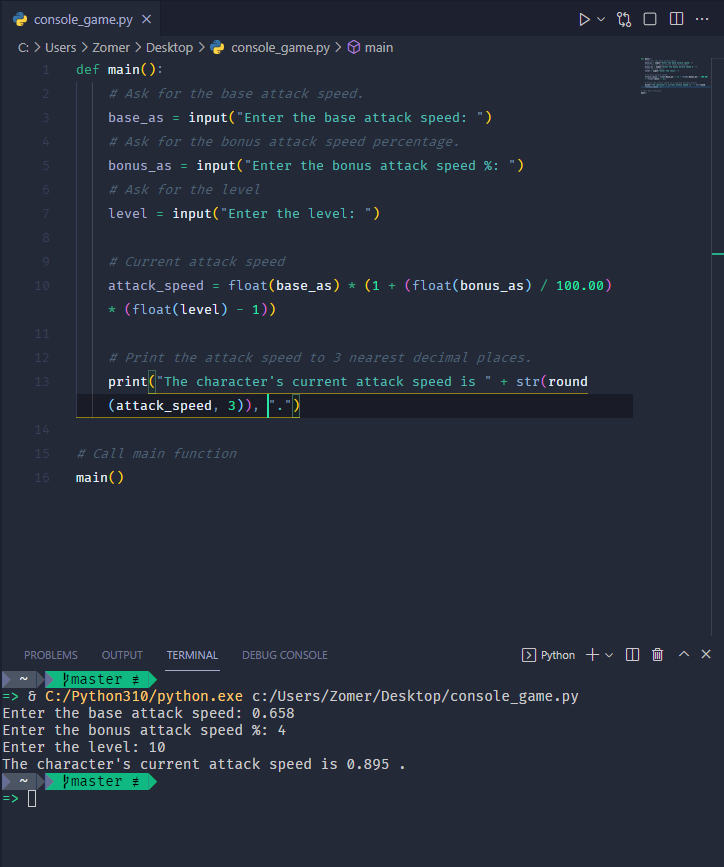 console_game.py
C: > Users > Zomer > Desktop > console_game.py > main
1 def main():
2 # Ask for the base attack speed.
3 base_as = input("Enter the base attack speed: ")
4 # Ask for the bonus attack speed percentage.
5 bonus_as = input("Enter the bonus attack speed %: ")
6 # Ask for the level
7 level = input("Enter the level: ")
8
9 # Current attack speed
10 attack_speed = float(base_as) * (1 + (float(bonus_as) / 100.00)
* (float(level) - 1))
11
12 # Print the attack speed to 3 nearest decimal places.
13 print("The character's current attack speed is " + str(round
(attack_speed, 3)), ".")
14
15 # Call main function
16 main()
PROBLEMS OUTPUT TERMINAL DEBUG CONSOLE Python
~ master ≢
=> & C:/Python310/python.exe c:/Users/Zomer/Desktop/console_game.py
Enter the base attack speed: 0.658
Enter the bonus attack speed %: 4
Enter the level: 10
The character's current attack speed is 0.895 .
~ master ≢
=>